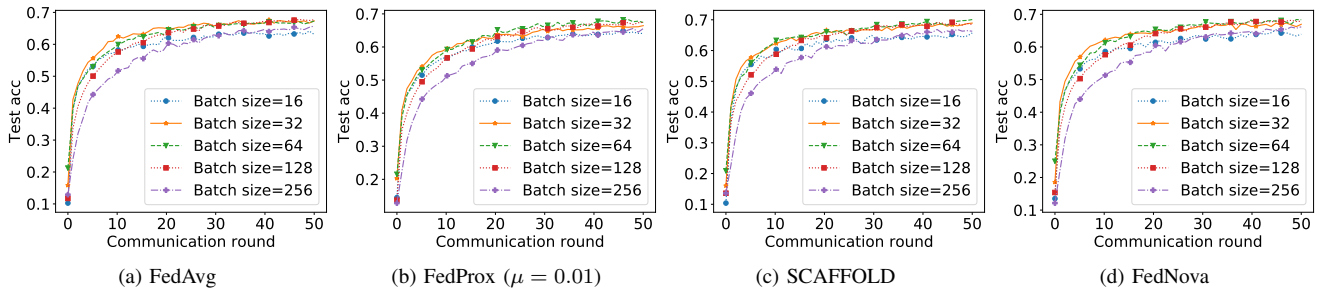 0.7
0.6
0.5
0.4
0.3
0.2
0.1
Test acc
0 10 20 30 40 50
Communication round
Batch size=16
Batch size=32
Batch size=64
Batch size=128
Batch size=256
(a) FedAvg
0.7
0.6
0.5
0.4
0.3
0.2
Test acc
0 10 20 30 40 50
Communication round
Batch size=16
Batch size=32
Batch size=64
Batch size=128
Batch size=256
(b) FedProx (μ = 0.01)
0.7
0.6
0.5
0.4
0.3
0.2
0.1
Test acc
0 10 20 30 40 50
Communication round
Batch size=16
Batch size=32
Batch size=64
Batch size=128
Batch size=256
(c) SCAFFOLD
0.7
0.6
0.5
0.4
0.3
0.2
0.1
Test acc
0 10 20 30 40 50
Communication round
Batch size=16
Batch size=32
Batch size=64
Batch size=128
Batch size=256
(d) FedNova